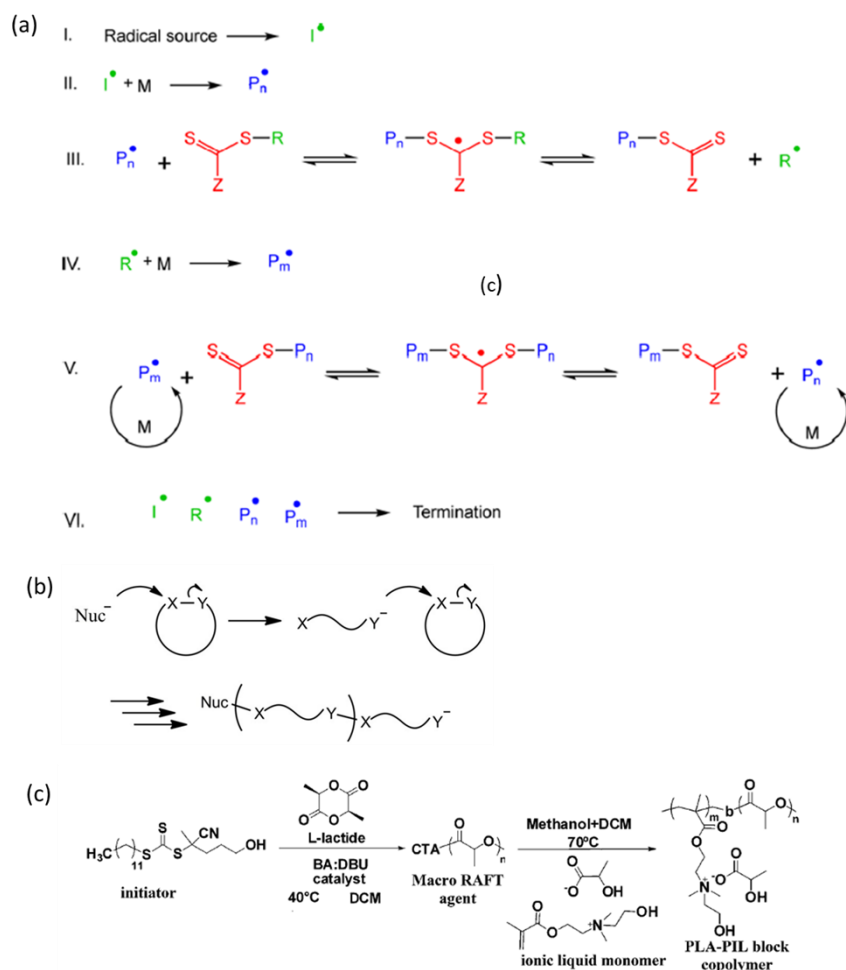 (a)
I. Radical source I•
II. I• + M Pn•
III. Pn• + S S—R Z Pn—S • S—R Z Pn—S S Z + R•
IV. R• + M Pm•
(c)
V. Pm• + S S—Pn Z Pm—S • S—Pn Z Pm—S S Z + Pn•
M M
VI. I• R• Pn• Pm• Termination
(b)
Nuc⁻ X—Y X Y⁻ X—Y
Nuc ( X Y ) X Y⁻
(c)
H₃C ( ) 11 S S S CN OH
initiator
O O O O
L-lactide
BA:DBU
catalyst
40°C DCM
CTA ( O O ) n
Macro RAFT
agent
Methanol+DCM
70°C
⁻O O OH
O O N⁺ OH
ionic liquid monomer
( ) m b ( O O ) n
O O
N⁺ ⁻O O OH
OH
PLA-PIL block
copolymer